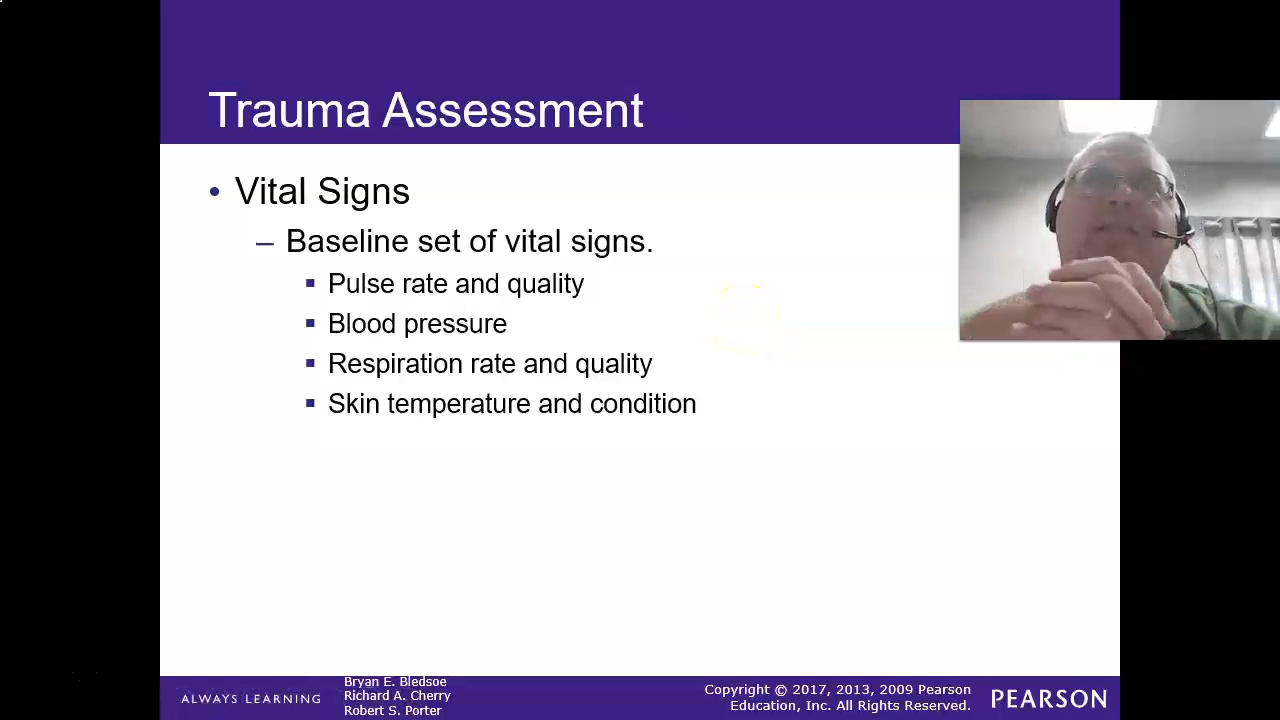 Trauma Assessment
• Vital Signs
– Baseline set of vital signs.
▪ Pulse rate and quality
▪ Blood pressure
▪ Respiration rate and quality
▪ Skin temperature and condition
ALWAYS LEARNING
Bryan E. Bledsoe
Richard A. Cherry
Robert S. Porter
Copyright © 2017, 2013, 2009 Pearson
Education, Inc. All Rights Reserved.
PEARSON